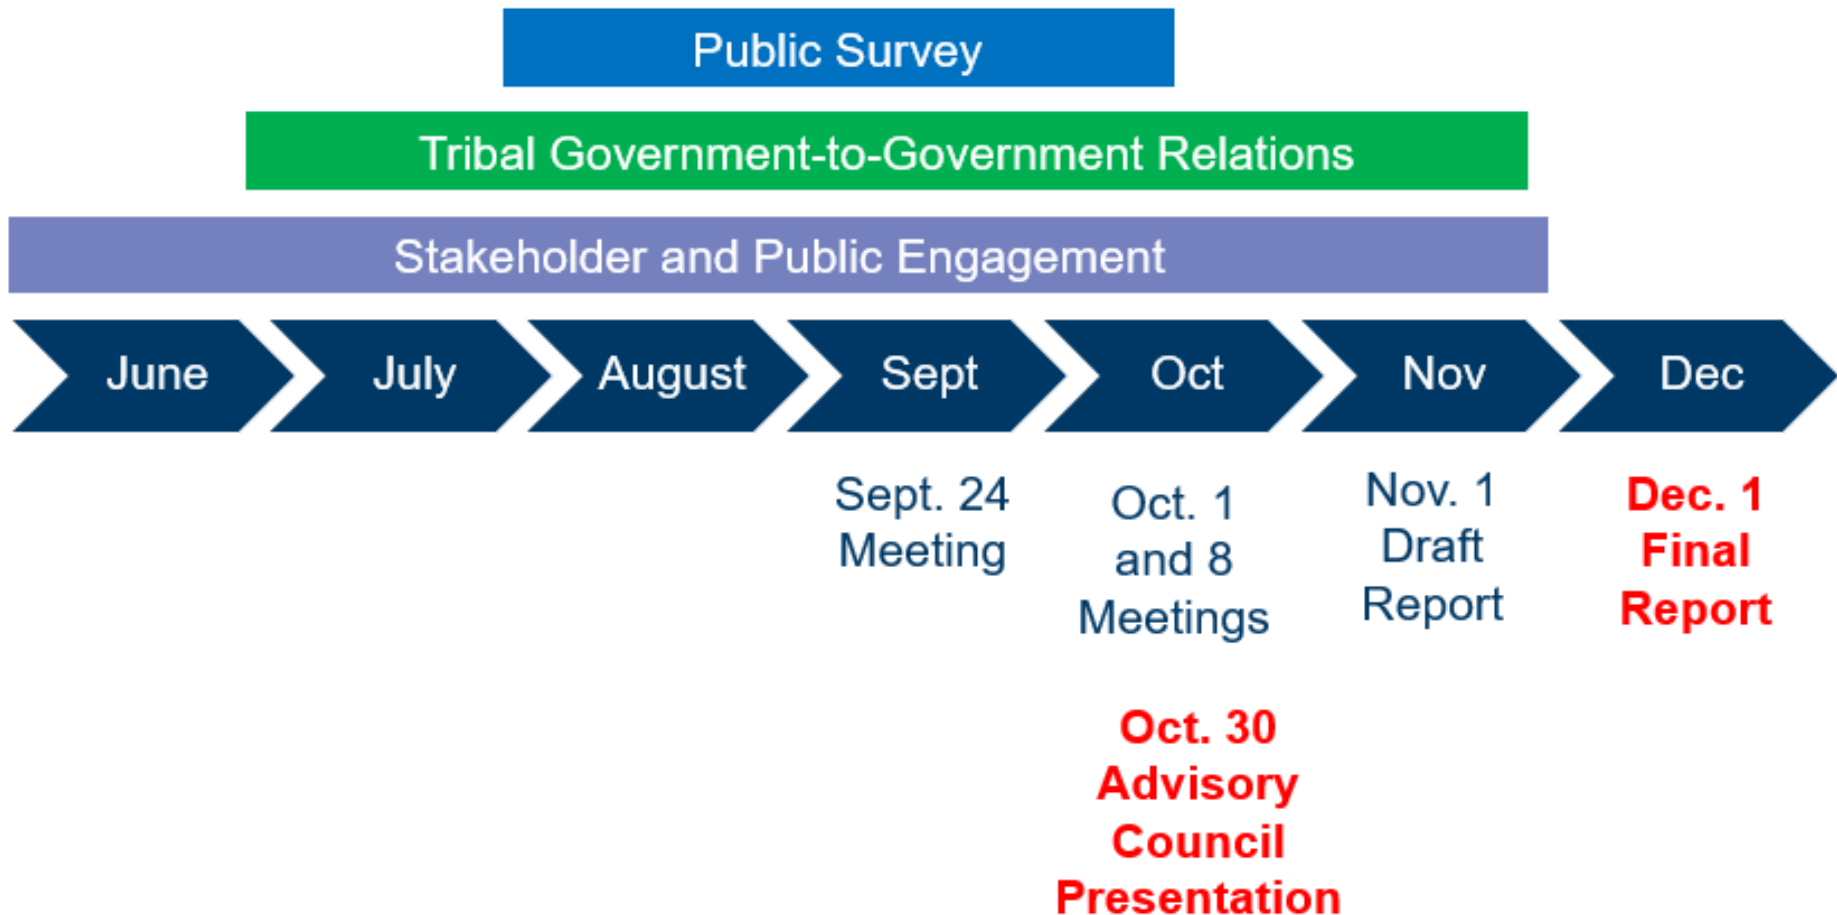 Public Survey
Tribal Government-to-Government Relations
Stakeholder and Public Engagement
June
July
August
Sept
Oct
Nov
Dec
Sept. 24
Meeting
Oct. 1
and 8
Meetings
Oct. 30
Advisory
Council
Presentation
Nov. 1
Draft
Report
Dec. 1
Final
Report